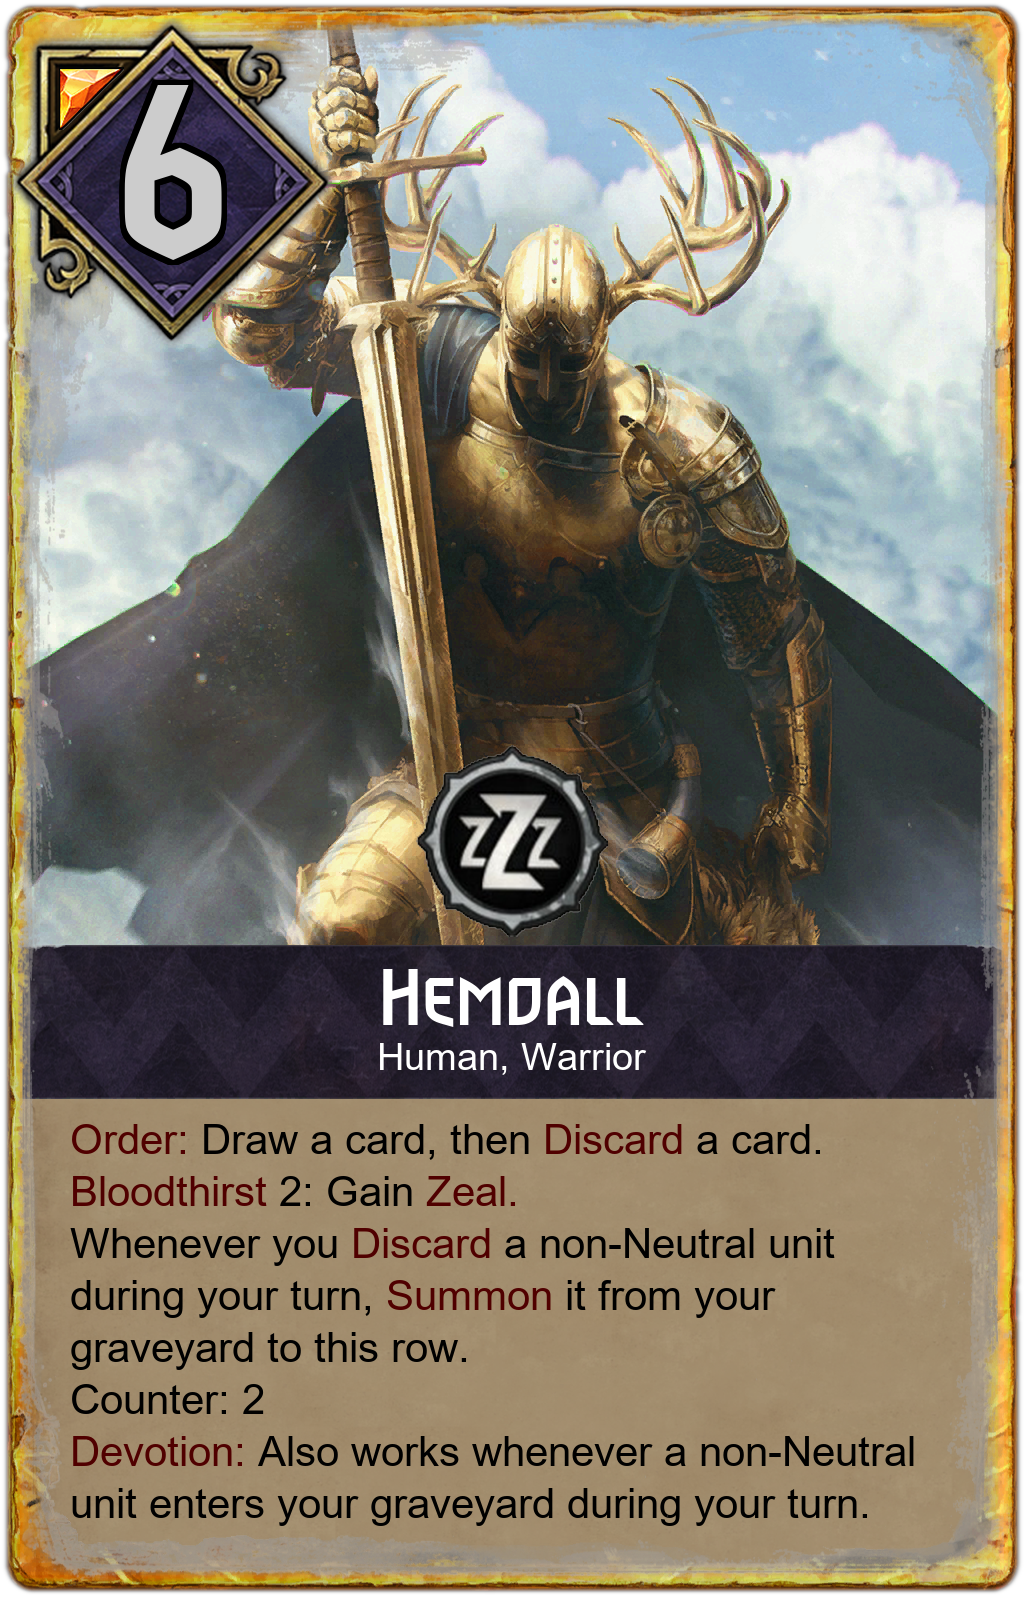 6
zZz
Hemdall
Human, Warrior
Order: Draw a card, then Discard a card.
Bloodthirst 2: Gain Zeal.
Whenever you Discard a non-Neutral unit
during your turn, Summon it from your
graveyard to this row.
Counter: 2
Devotion: Also works whenever a non-Neutral
unit enters your graveyard during your turn.